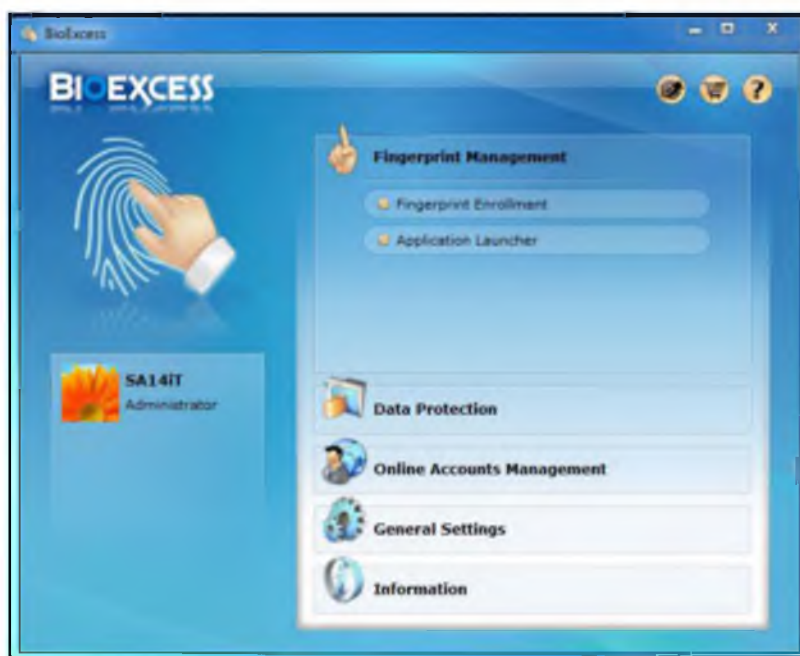 BioExcess
BIOEXCESS
?
Fingerprint Management
Fingerprint Enrollment
Application Launcher
SA14iT
Administrator
Data Protection
Online Accounts Management
General Settings
Information